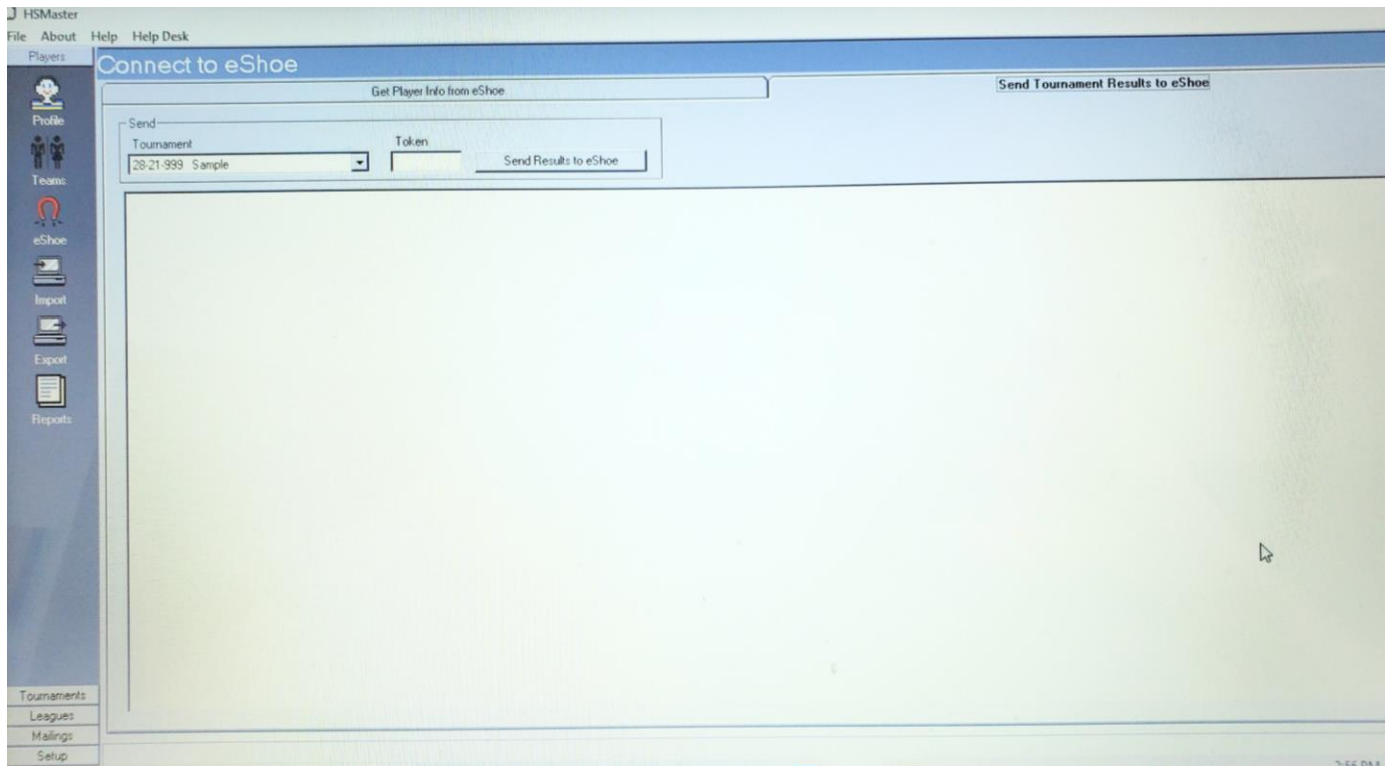 HSMaster
File About Help Help Desk
Players
Connect to eShoe
Get Player Info from eShoe
Send Tournament Results to eShoe
Profile
Teams
eShoe
Import
Export
Reports
Send
Tournament
Token
28-21-999 Sample
Send Results to eShoe
Tournaments
Leagues
Mailings
Setup